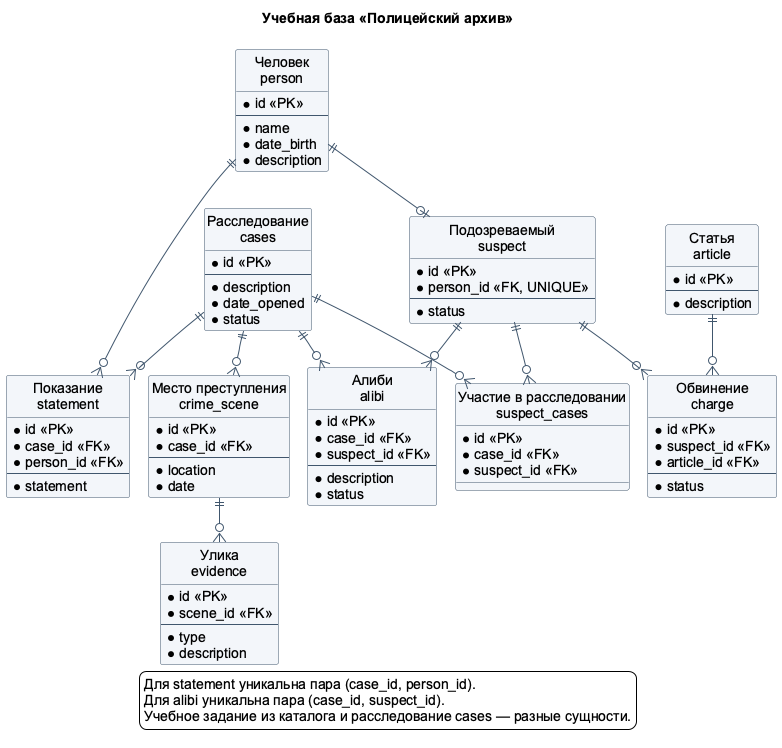 Учебная база «Полицейский архив»
Человек
person
id «PK»
name
date_birth
description
Расследование
cases
id «PK»
description
date_opened
status
Подозреваемый
suspect
id «PK»
person_id «FK, UNIQUE»
status
Статья
article
id «PK»
description
Показание
statement
id «PK»
case_id «FK»
person_id «FK»
statement
Место преступления
crime_scene
id «PK»
case_id «FK»
location
date
Алиби
alibi
id «PK»
case_id «FK»
suspect_id «FK»
description
status
Участие в расследовании
suspect_cases
id «PK»
case_id «FK»
suspect_id «FK»
Обвинение
charge
id «PK»
suspect_id «FK»
article_id «FK»
status
Улика
evidence
id «PK»
scene_id «FK»
type
description
Для statement уникальна пара (case_id, person_id).
Для alibi уникальна пара (case_id, suspect_id).
Учебное задание из каталога и расследование cases — разные сущности.